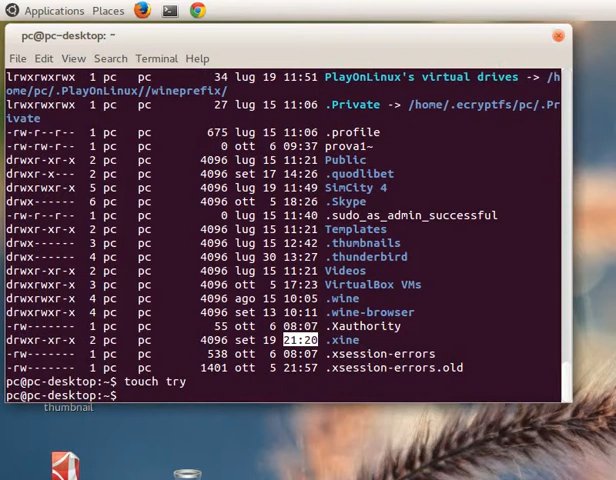 Applications Places
pc@pc-desktop: ~
File Edit View Search Terminal Help
lrwxrwxrwx 1 pc pc 34 lug 19 11:51 PlayOnLinux's virtual drives -> /h
ome/pc/.PlayOnLinux//wineprefix/
lrwxrwxrwx 1 pc pc 27 lug 15 11:06 .Private -> /home/.ecryptfs/pc/.Pr
ivate
-rw-r--r-- 1 pc pc 675 lug 15 11:06 .profile
-rw-rw-r-- 1 pc pc 0 ott 6 09:37 prova1~
drwxr-xr-x 2 pc pc 4096 lug 15 11:21 Public
drwxr-x--- 2 pc pc 4096 set 17 14:26 .quodlibet
drwxrwxr-x 5 pc pc 4096 lug 19 11:49 SimCity 4
drwx------ 6 pc pc 4096 ott 5 18:26 .Skype
-rw-r--r-- 1 pc pc 0 lug 15 11:40 .sudo_as_admin_successful
drwxr-xr-x 2 pc pc 4096 lug 15 11:21 Templates
drwx------ 3 pc pc 4096 lug 15 12:42 .thumbnails
drwx------ 4 pc pc 4096 lug 30 13:27 .thunderbird
drwxr-xr-x 2 pc pc 4096 lug 15 11:21 Videos
drwxrwxr-x 3 pc pc 4096 ott 5 17:23 VirtualBox VMs
drwxrwxr-x 4 pc pc 4096 ago 15 10:05 .wine
drwxrwxr-x 4 pc pc 4096 set 13 10:11 .wine-browser
-rw------- 1 pc pc 55 ott 6 08:07 .Xauthority
drwxr-xr-x 2 pc pc 4096 set 19 21:20 .xine
-rw------- 1 pc pc 538 ott 6 08:07 .xsession-errors
-rw------- 1 pc pc 1401 ott 5 21:57 .xsession-errors.old
pc@pc-desktop:~$ touch try
pc@pc-desktop:~$
thumbnail